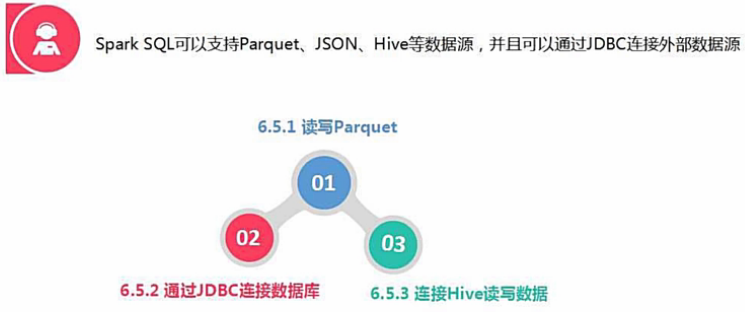 Spark SQL可以支持Parquet、JSON、Hive等数据源，并且可以通过JDBC连接外部数据源
6.5.1 读写Parquet
01
02
03
6.5.2 通过JDBC连接数据库
6.5.3 连接Hive读写数据